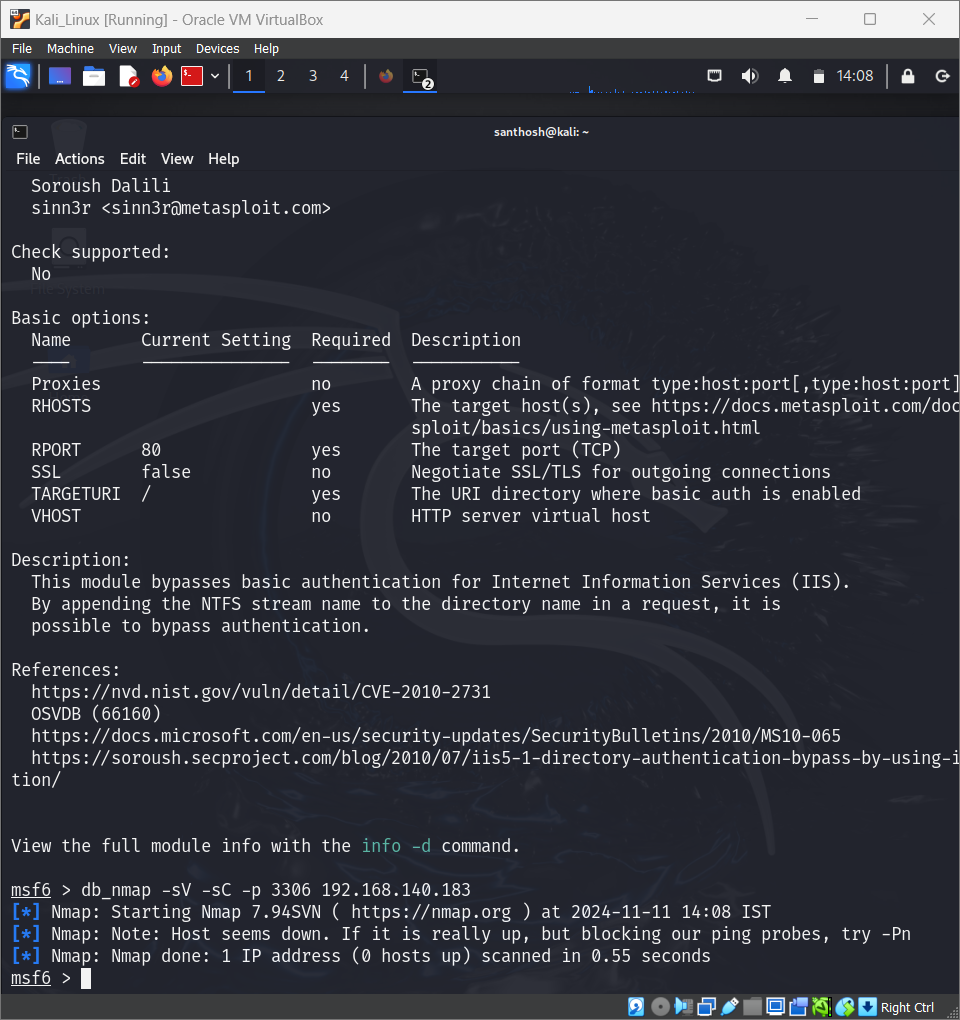 Kali_Linux [Running] - Oracle VM VirtualBox
File Machine View Input Devices Help
1 2 3 4 2 14:08
santhosh@kali: ~
File Actions Edit View Help
Soroush Dalili
sinn3r <sinn3r@metasploit.com>
Check supported:
No
File System
Basic options:
Name Current Setting Required Description
Proxies no A proxy chain of format type:host:port[,type:host:port]
RHOSTS yes The target host(s), see https://docs.metasploit.com/doc
sploit/basics/using-metasploit.html
RPORT 80 yes The target port (TCP)
SSL false no Negotiate SSL/TLS for outgoing connections
TARGETURI / yes The URI directory where basic auth is enabled
VHOST no HTTP server virtual host
Description:
This module bypasses basic authentication for Internet Information Services (IIS).
By appending the NTFS stream name to the directory name in a request, it is
possible to bypass authentication.
References:
https://nvd.nist.gov/vuln/detail/CVE-2010-2731
OSVDB (66160)
https://docs.microsoft.com/en-us/security-updates/SecurityBulletins/2010/MS10-065
https://soroush.secproject.com/blog/2010/07/iis5-1-directory-authentication-bypass-by-using-i
tion/
View the full module info with the info -d command.
msf6 > db_nmap -sV -sC -p 3306 192.168.140.183
[*] Nmap: Starting Nmap 7.94SVN ( https://nmap.org ) at 2024-11-11 14:08 IST
[*] Nmap: Note: Host seems down. If it is really up, but blocking our ping probes, try -Pn
[*] Nmap: Nmap done: 1 IP address (0 hosts up) scanned in 0.55 seconds
msf6 >
Right Ctrl